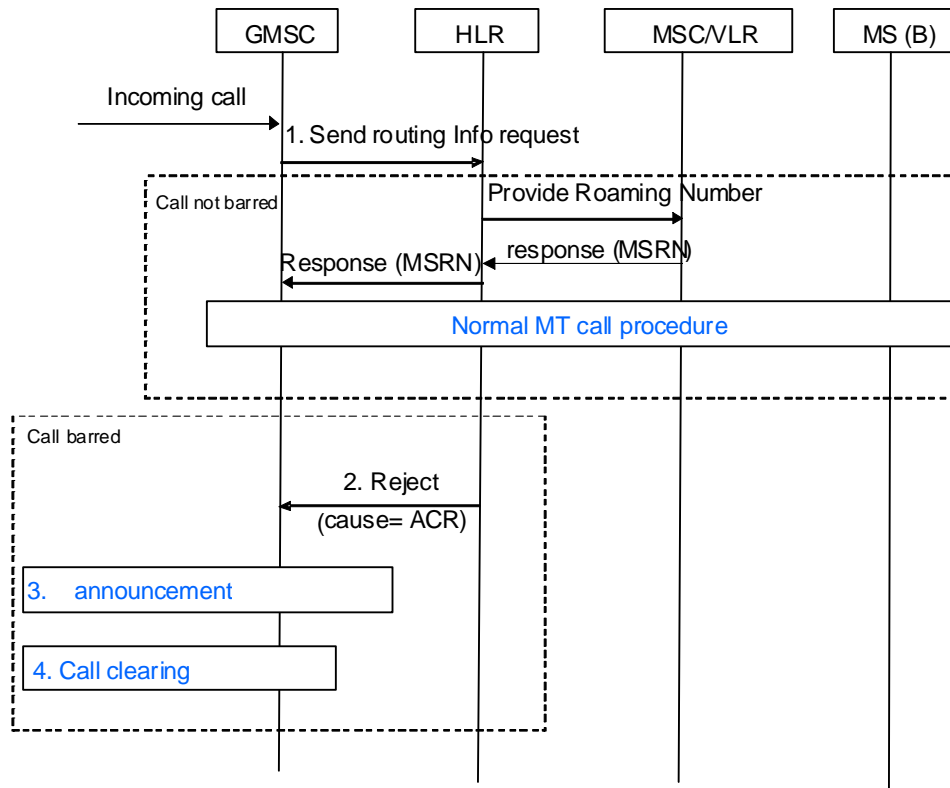 GMSC
HLR
MSC/VLR
MS (B)
Incoming call
1. Send routing Info request
Call not barred
Provide Roaming Number
response (MSRN)
Response (MSRN)
Normal MT call procedure
Call barred
2. Reject
(cause= ACR)
3. announcement
4. Call clearing